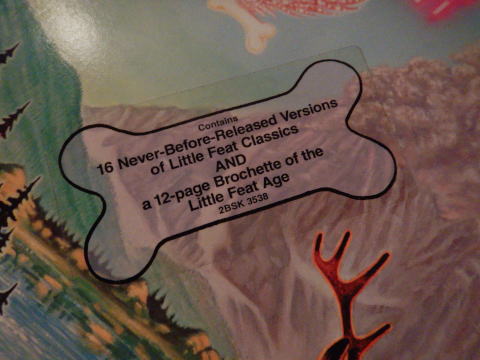 Contains
16 Never-Before-Released Versions
of Little Feat Classics
AND
a 12-page Brochette of the
Little Feat Age
2BSK 3538